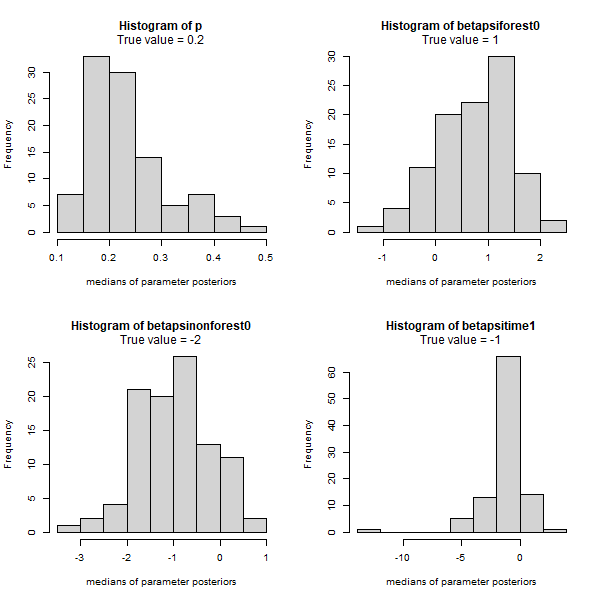 Histogram of p
True value = 0.2
Frequency
0 5 10 15 20 25 30
0.1 0.2 0.3 0.4 0.5
medians of parameter posteriors
Histogram of betapsiforest0
True value = 1
Frequency
0 5 10 15 20 25 30
-1 0 1 2
medians of parameter posteriors
Histogram of betapsinonforest0
True value = -2
Frequency
0 5 10 15 20 25
-3 -2 -1 0 1
medians of parameter posteriors
Histogram of betapsitime1
True value = -1
Frequency
0 10 20 30 40 50 60
-10 -5 0
medians of parameter posteriors